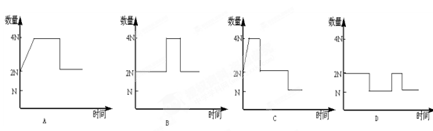 数量 数量 数量 数量
4N 4N 4N 4N
2N 2N 2N 2N
N N N N
时间 时间 时间 时间
A B C D